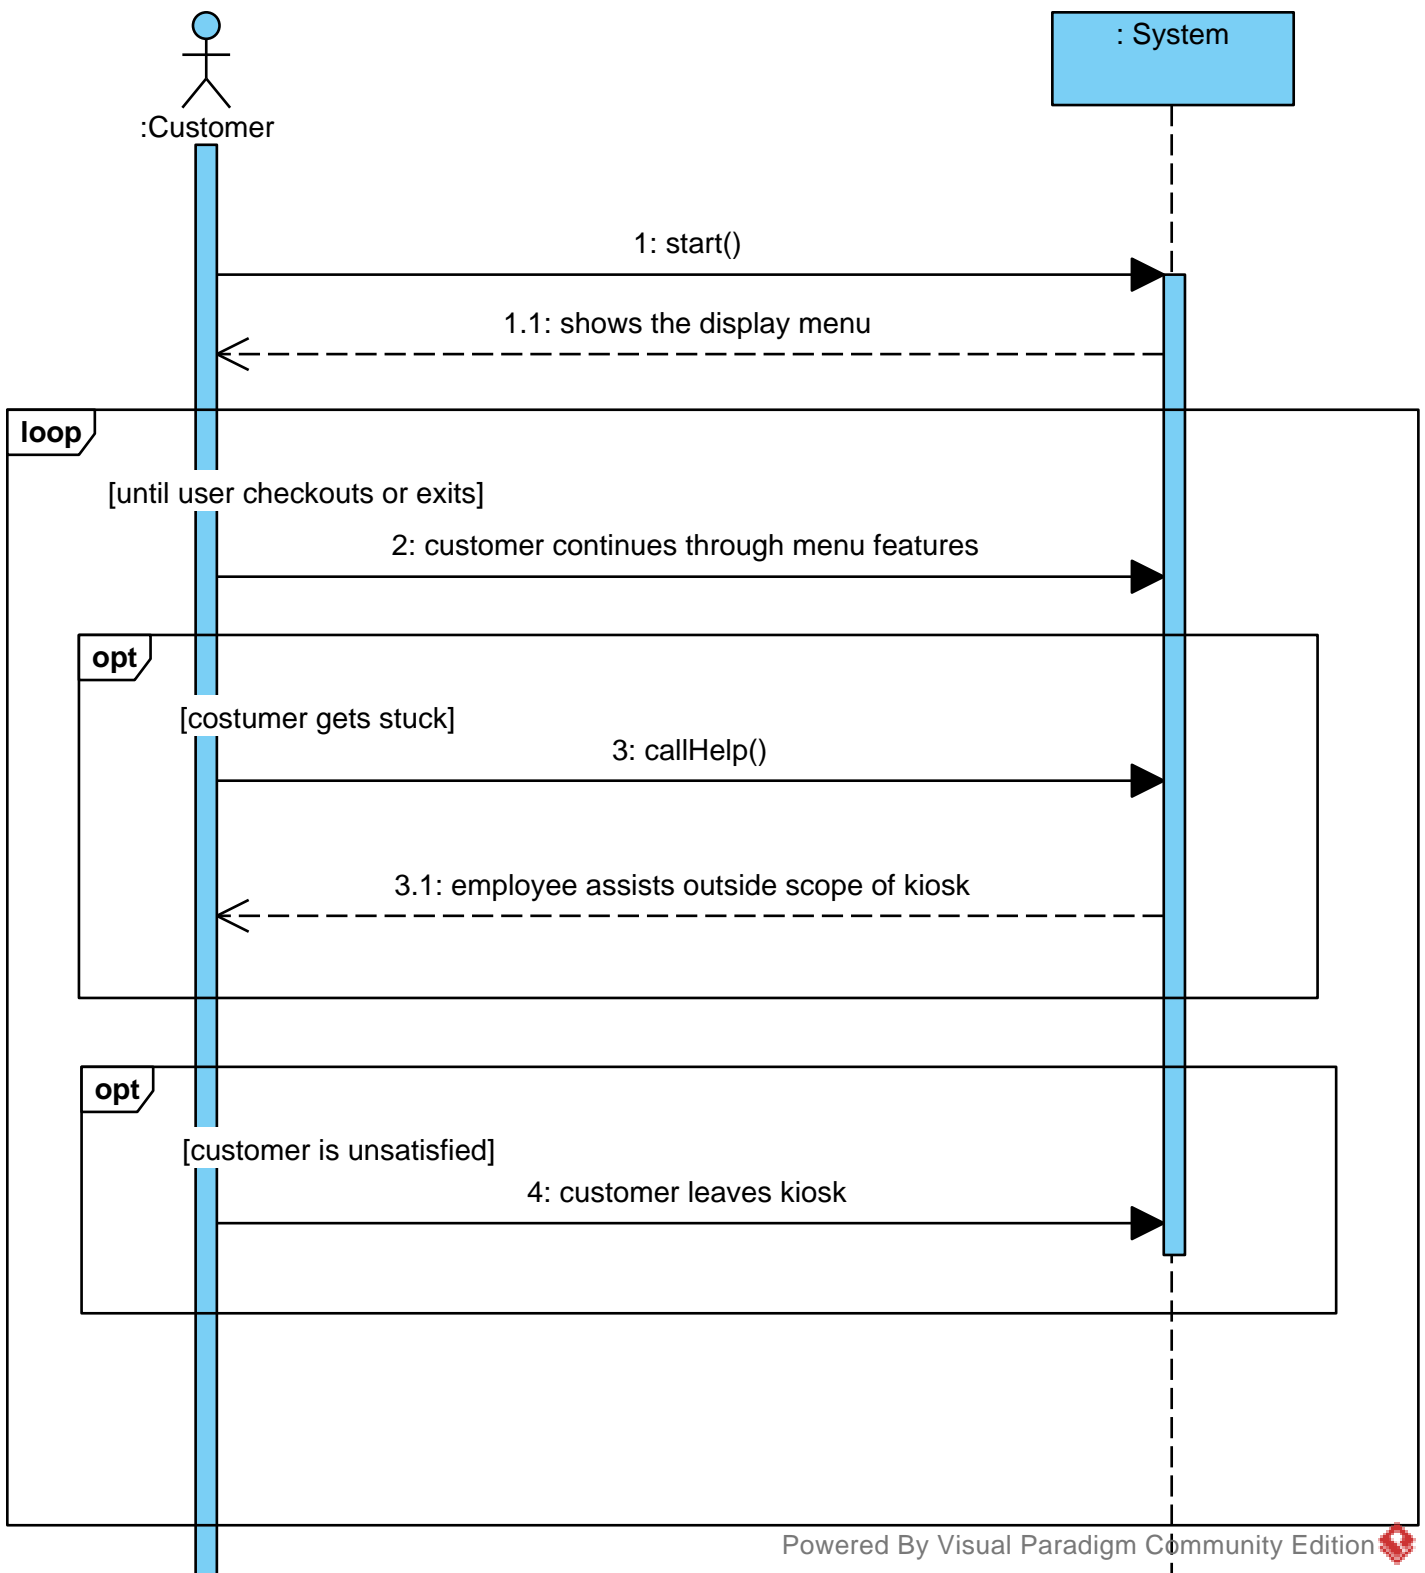 : System
:Customer
1: start()
1.1: shows the display menu
loop
[until user checkouts or exits]
2: customer continues through menu features
opt
[costumer gets stuck]
3: callHelp()
3.1: employee assists outside scope of kiosk
opt
[customer is unsatisfied]
4: customer leaves kiosk
Powered By Visual Paradigm Community Edition